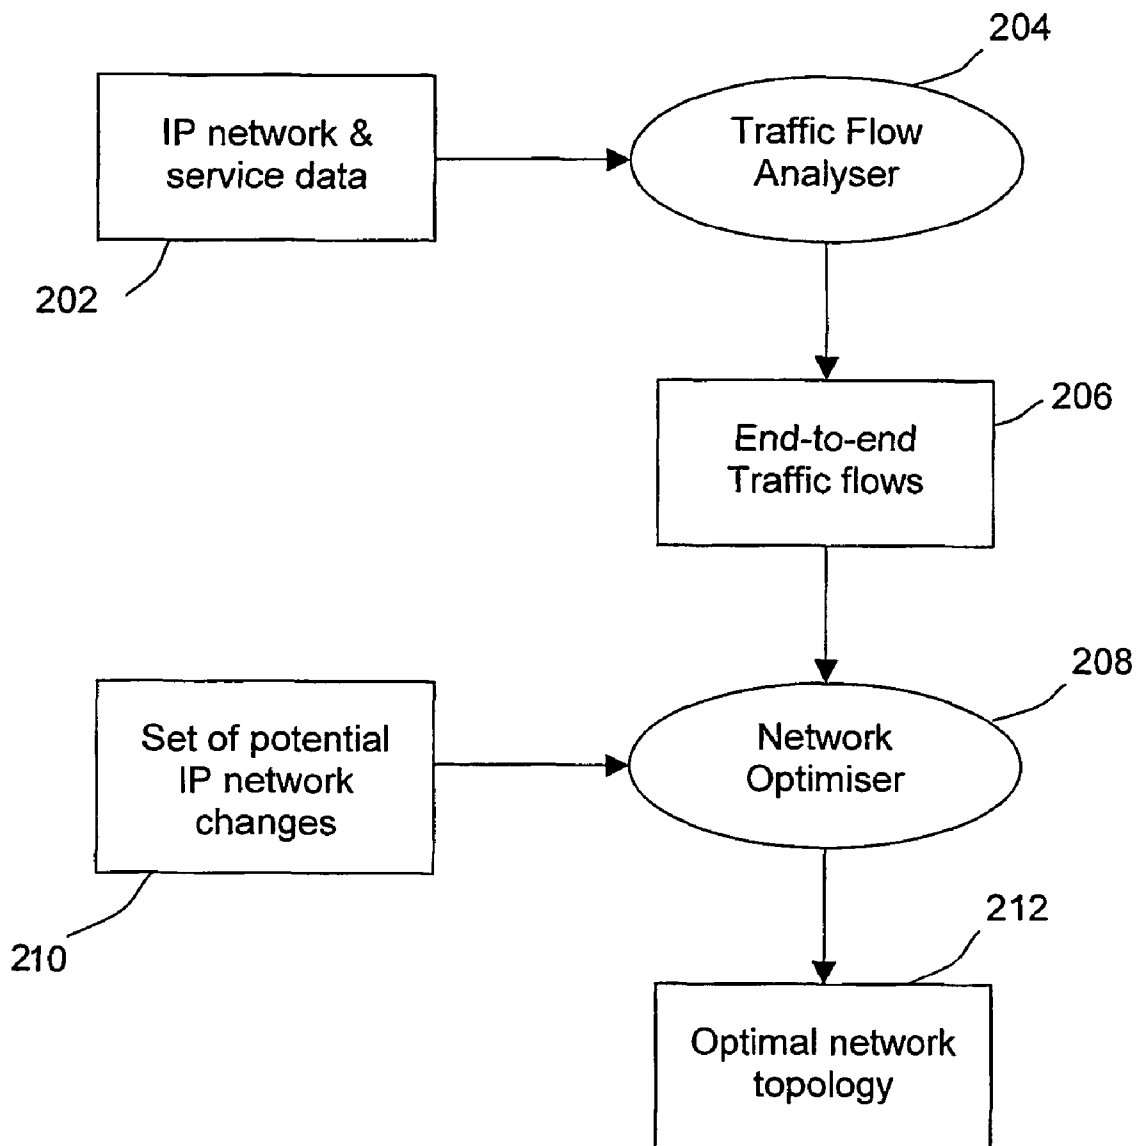 204
IP network &
service data
Traffic Flow
Analyser
202
206
End-to-end
Traffic flows
208
Set of potential
IP network
changes
Network
Optimiser
210
212
Optimal network
topology